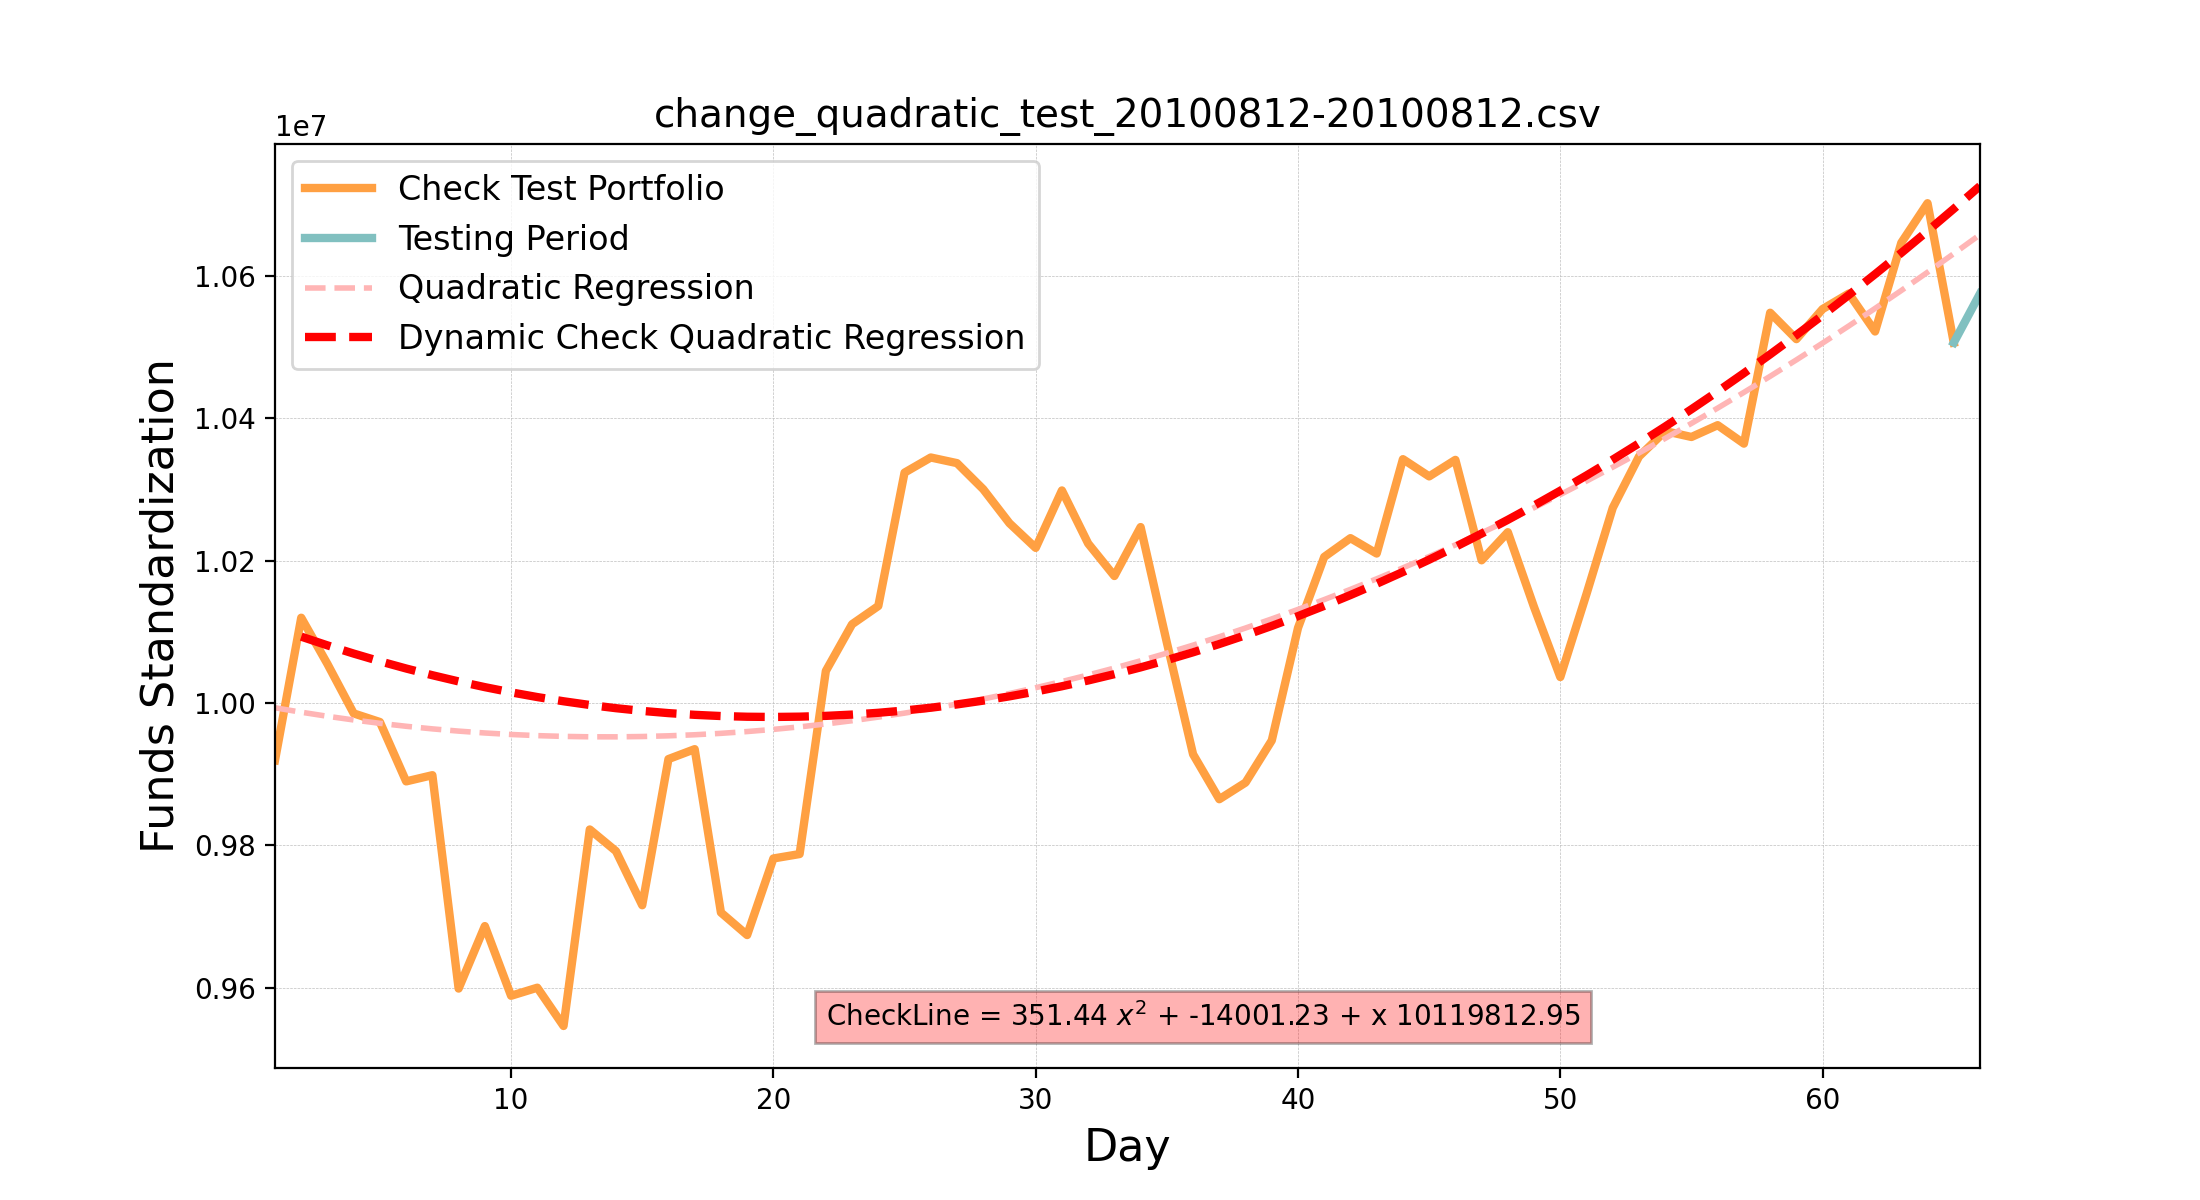 change_quadratic_test_20100812-20100812.csv
1e7
Check Test Portfolio
Testing Period
Quadratic Regression
Dynamic Check Quadratic Regression
1.06
1.04
1.02
1.00
0.98
0.96
Funds Standardization
CheckLine = 351.44 x² + -14001.23 + x 10119812.95
10 20 30 40 50 60
Day